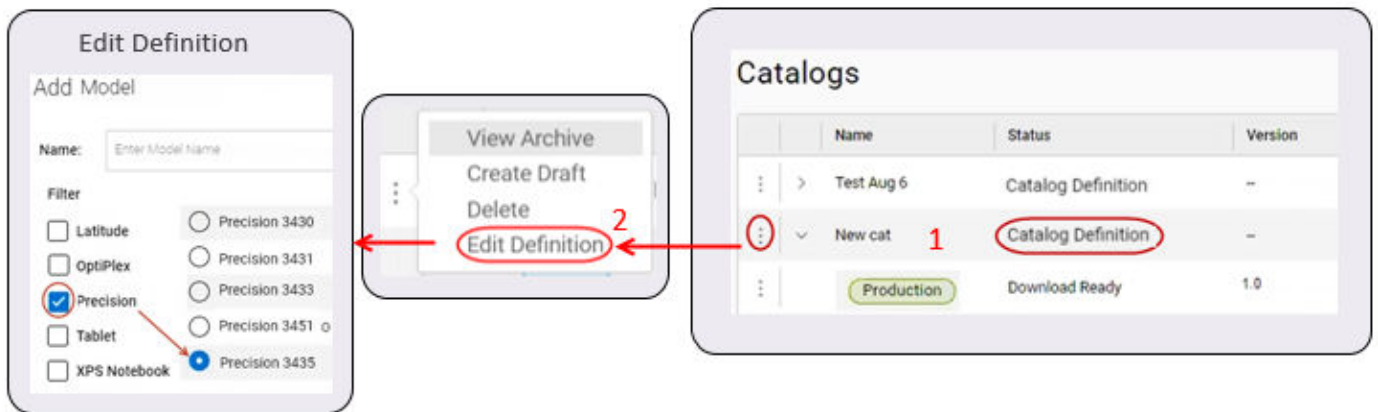 Edit Definition
Add Model
Name: Enter Model Name
Filter
Latitude
OptiPlex
Precision
Tablet
XPS Notebook
Precision 3430
Precision 3431
Precision 3433
Precision 3451
Precision 3435
View Archive
Create Draft
Delete
Edit Definition
2
Catalogs
Name Status Version
Test Aug 6 Catalog Definition --
New cat 1 Catalog Definition --
Production Download Ready 1.0